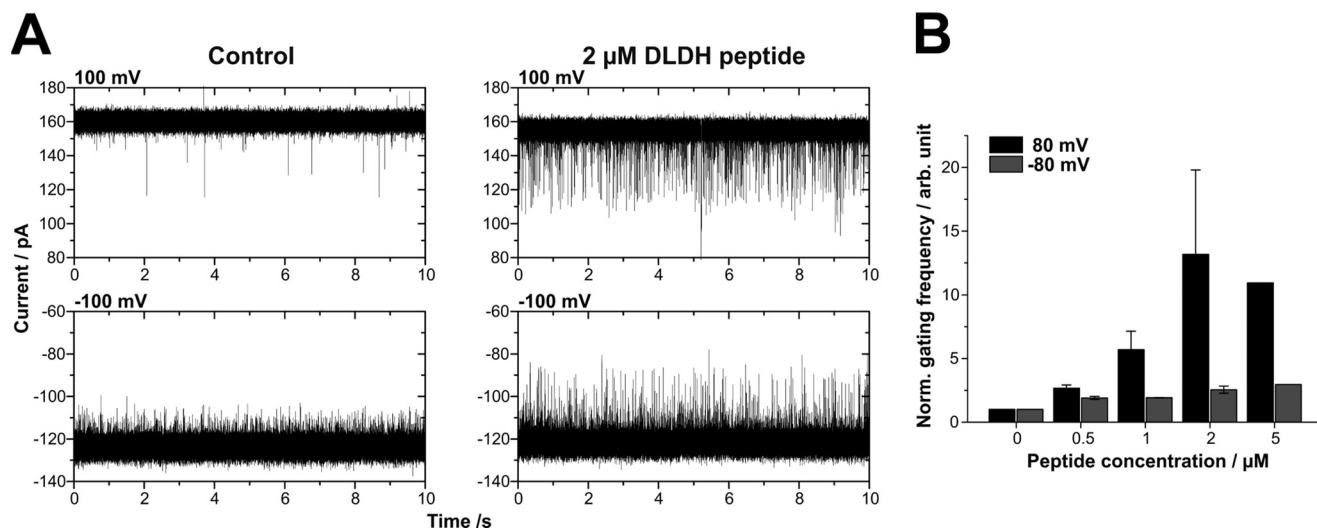 A
B
Control
2 µM DLDH peptide
100 mV
100 mV
180
160
140
120
100
80
0 2 4 6 8 10
180
160
140
120
100
80
0 2 4 6 8 10
Current / pA
-100 mV
-100 mV
-60
-80
-100
-120
-140
0 2 4 6 8 10
-60
-80
-100
-120
-140
0 2 4 6 8 10
Time /s
80 mV
-80 mV
Norm. gating frequency / arb. unit
20
15
10
5
0
0 0.5 1 2 5
Peptide concentration / µM